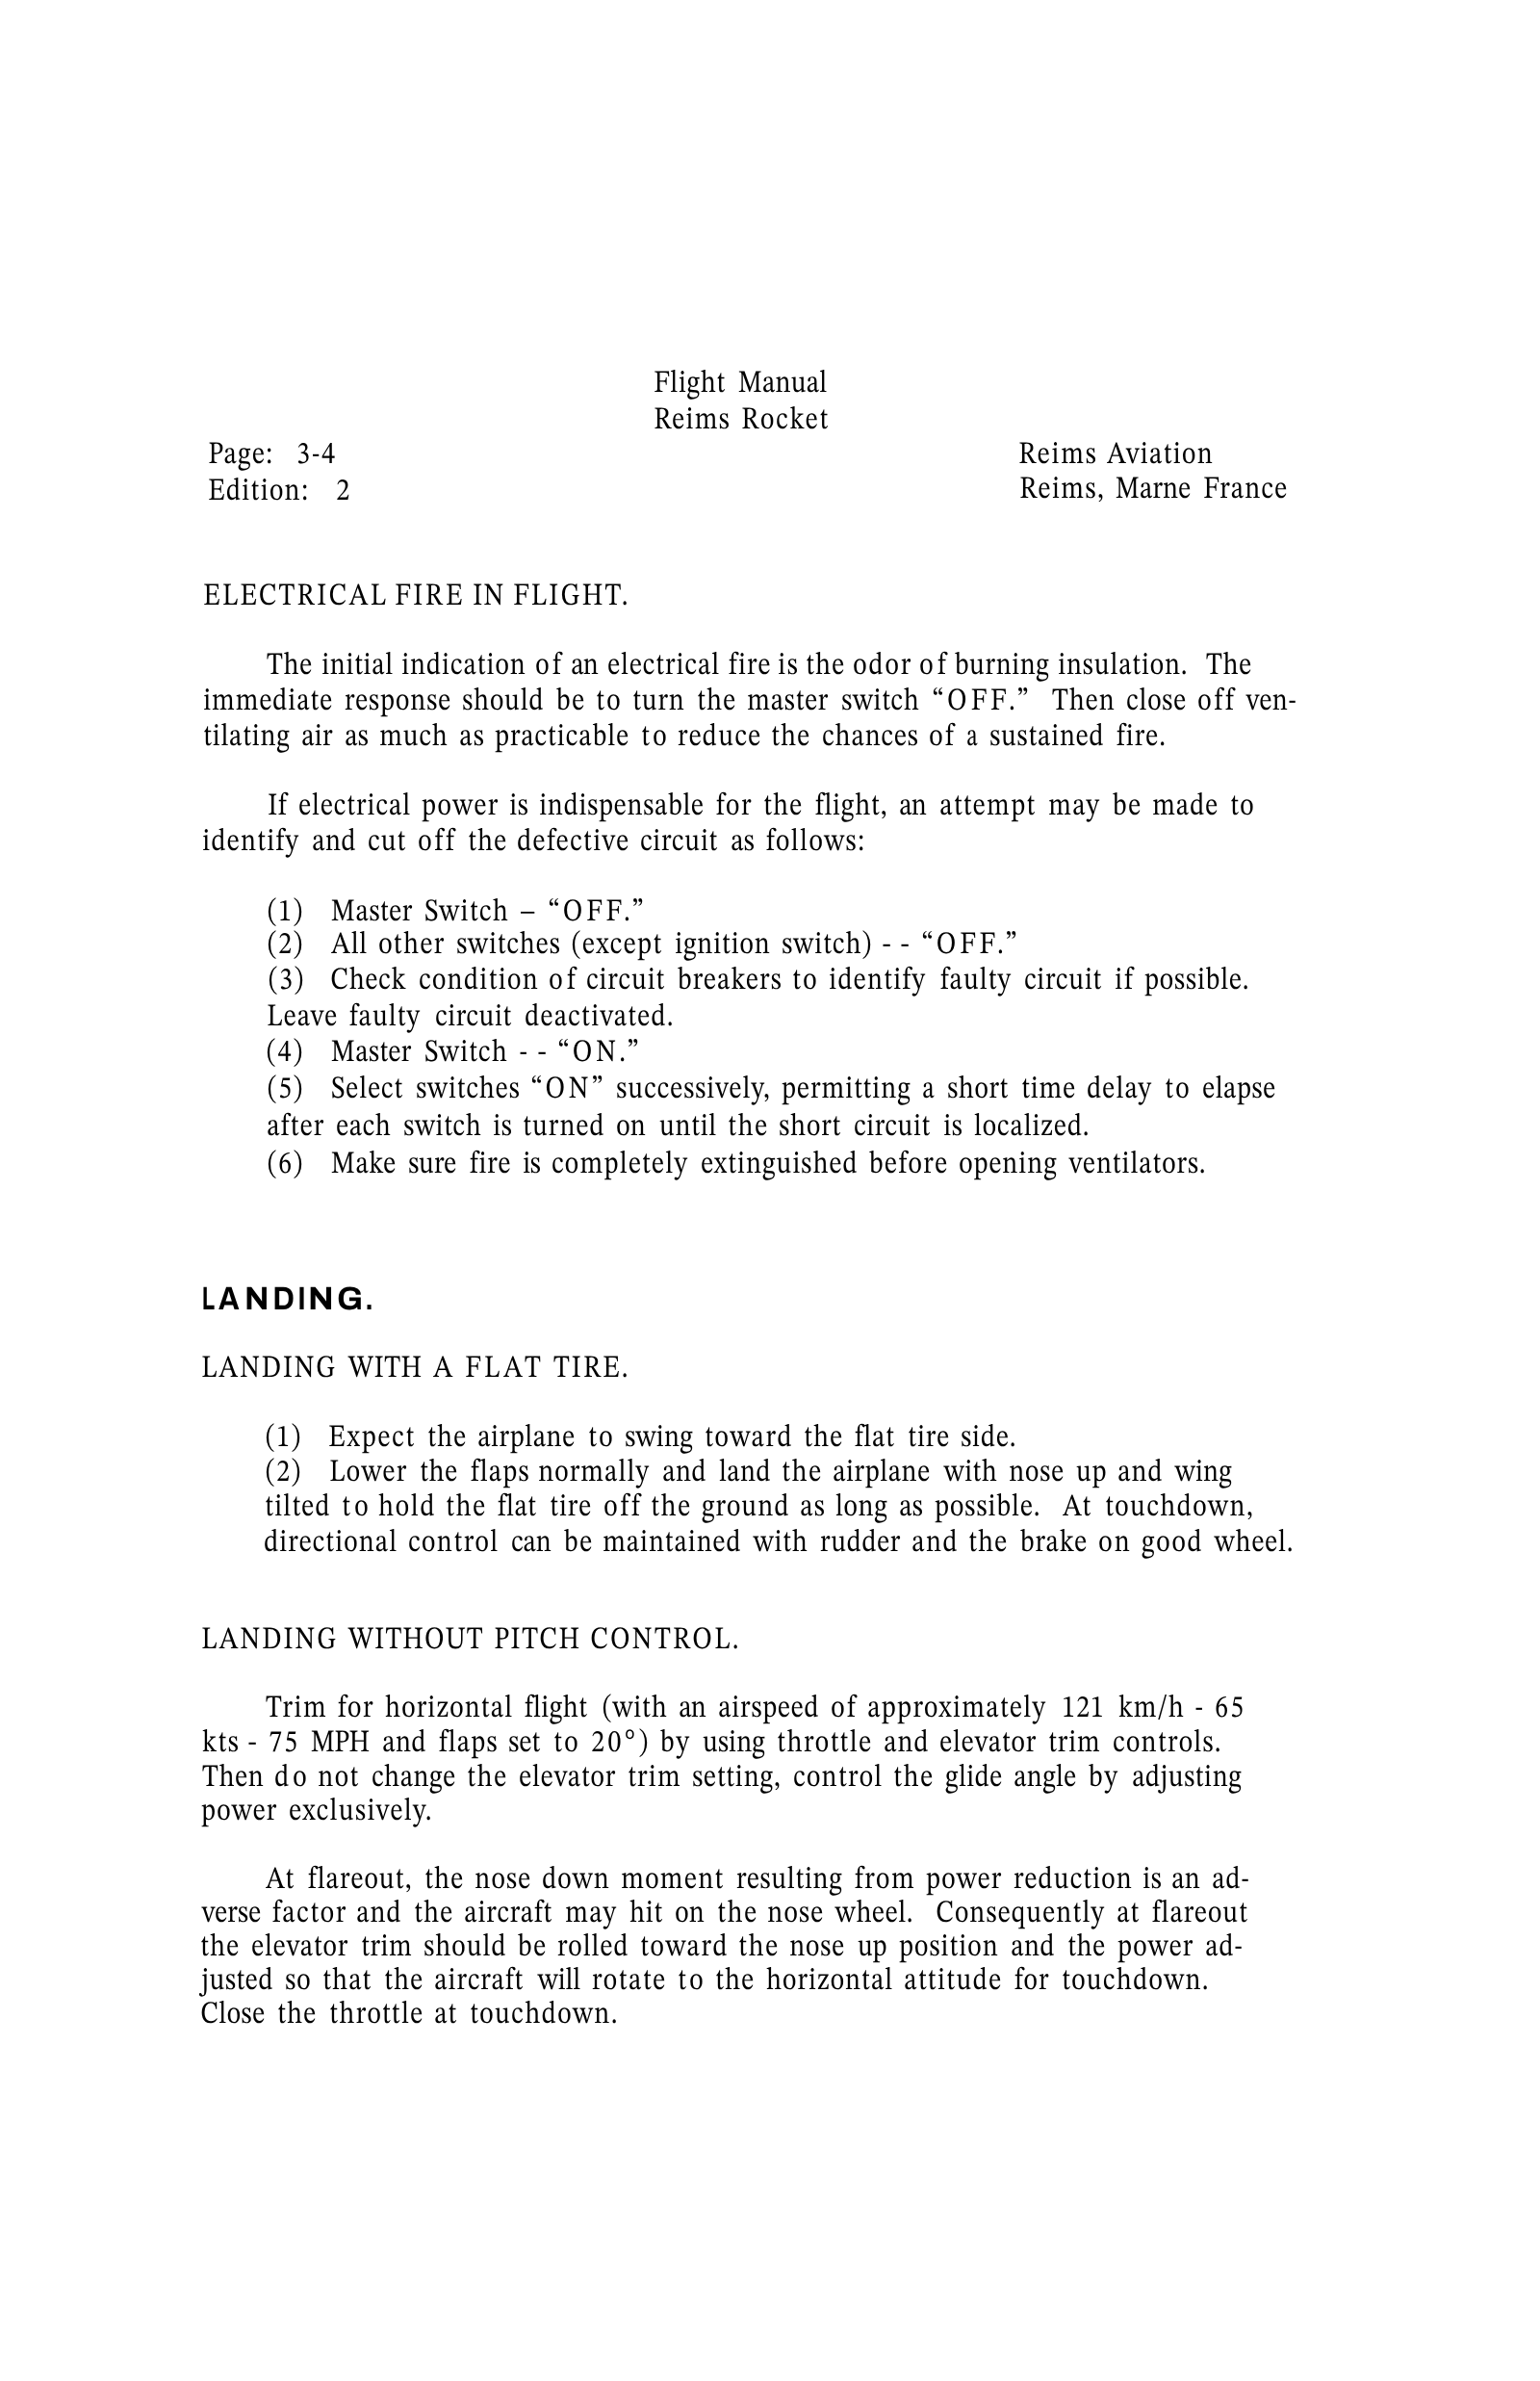 Flight Manual
Reims Rocket
Page: 3-4
Reims Aviation
Edition: 2
Reims, Marne France
ELECTRICAL FIRE IN FLIGHT.
The initial indication of an electrical fire is the odor of burning insulation. The
immediate response should be to turn the master switch “OFF.” Then close off ven-
tilating air as much as practicable to reduce the chances of a sustained fire.
If electrical power is indispensable for the flight, an attempt may be made to
identify and cut off the defective circuit as follows:
(1) Master Switch – “OFF.”
(2) All other switches (except ignition switch) - - “OFF.”
(3) Check condition of circuit breakers to identify faulty circuit if possible.
Leave faulty circuit deactivated.
(4) Master Switch - - “ON.”
(5) Select switches “ON” successively, permitting a short time delay to elapse
after each switch is turned on until the short circuit is localized.
(6) Make sure fire is completely extinguished before opening ventilators.
LANDING.
LANDING WITH A FLAT TIRE.
(1) Expect the airplane to swing toward the flat tire side.
(2) Lower the flaps normally and land the airplane with nose up and wing
tilted to hold the flat tire off the ground as long as possible. At touchdown,
directional control can be maintained with rudder and the brake on good wheel.
LANDING WITHOUT PITCH CONTROL.
Trim for horizontal flight (with an airspeed of approximately 121 km/h - 65
kts - 75 MPH and flaps set to 20°) by using throttle and elevator trim controls.
Then do not change the elevator trim setting, control the glide angle by adjusting
power exclusively.
At flareout, the nose down moment resulting from power reduction is an ad-
verse factor and the aircraft may hit on the nose wheel. Consequently at flareout
the elevator trim should be rolled toward the nose up position and the power ad-
justed so that the aircraft will rotate to the horizontal attitude for touchdown.
Close the throttle at touchdown.